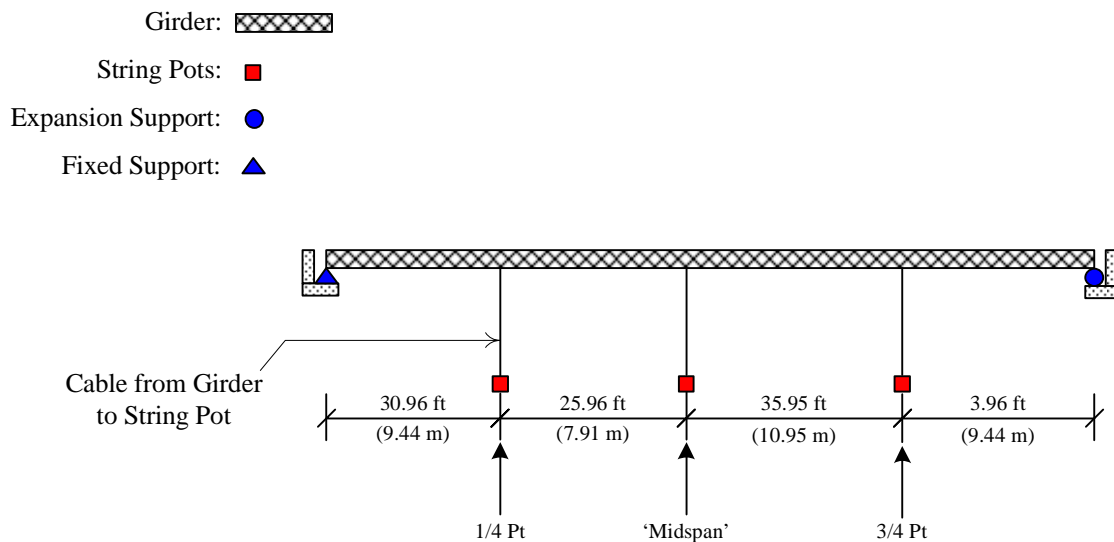 Girder:
String Pots:
Expansion Support:
Fixed Support:
Cable from Girder
to String Pot
30.96 ft
(9.44 m)
25.96 ft
(7.91 m)
35.95 ft
(10.95 m)
3.96 ft
(9.44 m)
1/4 Pt
‘Midspan’
3/4 Pt